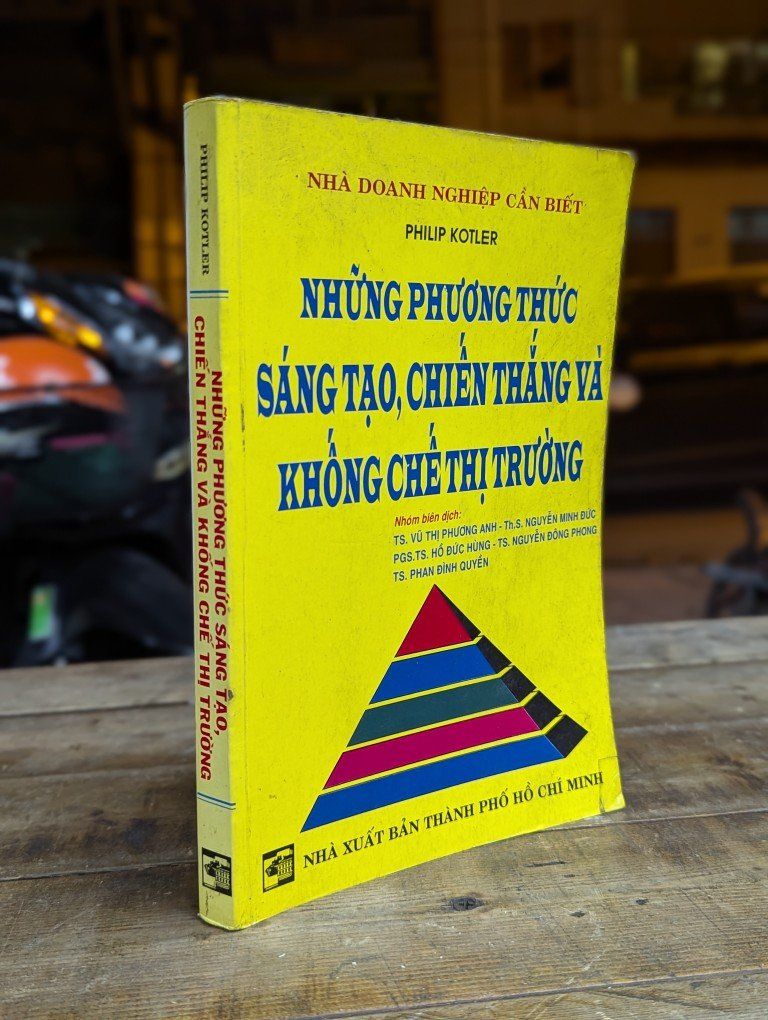 PHILIP KOTLER
NHỮNG PHƯƠNG THỨC SÁNG TẠO,
CHIẾN THẮNG VÀ KHỐNG CHẾ THỊ TRƯỜNG
NHÀ DOANH NGHIỆP CẦN BIẾT
PHILIP KOTLER
NHỮNG PHƯƠNG THỨC
SÁNG TẠO, CHIẾN THẮNG VÀ
KHỐNG CHẾ THỊ TRƯỜNG
Nhóm biên dịch:
TS. VŨ THỊ PHƯƠNG ANH - Th.S. NGUYỄN MINH ĐỨC
PGS.TS. HỒ ĐỨC HÙNG - TS. NGUYỄN ĐÔNG PHONG
TS. PHAN ĐÌNH QUYỀN
NHÀ XUẤT BẢN THÀNH PHỐ HỒ CHÍ MINH